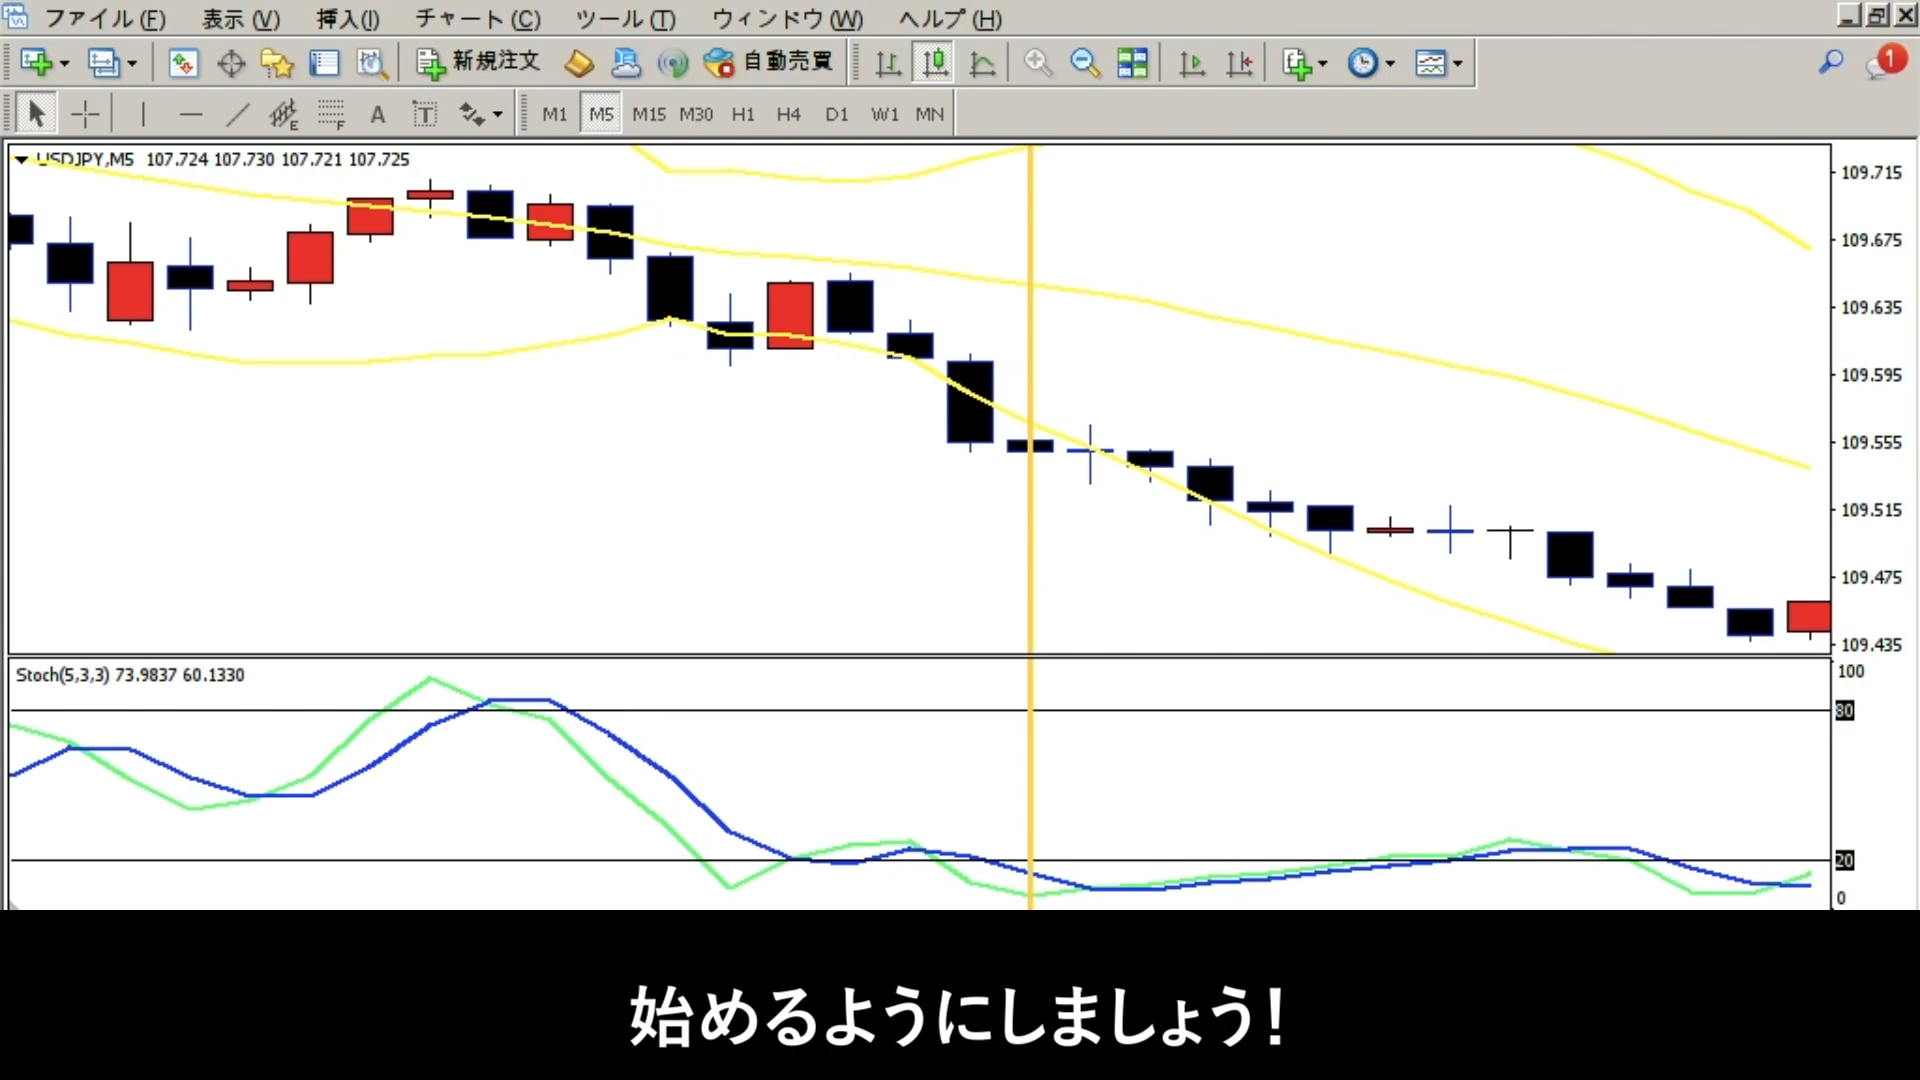 ファイル (F) 表示 (V) 挿入(I) チャート (C) ツール (T) ウィンドウ (W) ヘルプ (H)
新規注文 自動売買 1
E F A T M1 M5 M15 M30 H1 H4 D1 W1 MN
USDJPY,M5 107.724 107.730 107.721 107.725
109.715
109.675
109.635
109.595
109.555
109.515
109.475
109.435
Stoch(5,3,3) 73.9837 60.1330
100
80
20
0
始めるようにしましょう!